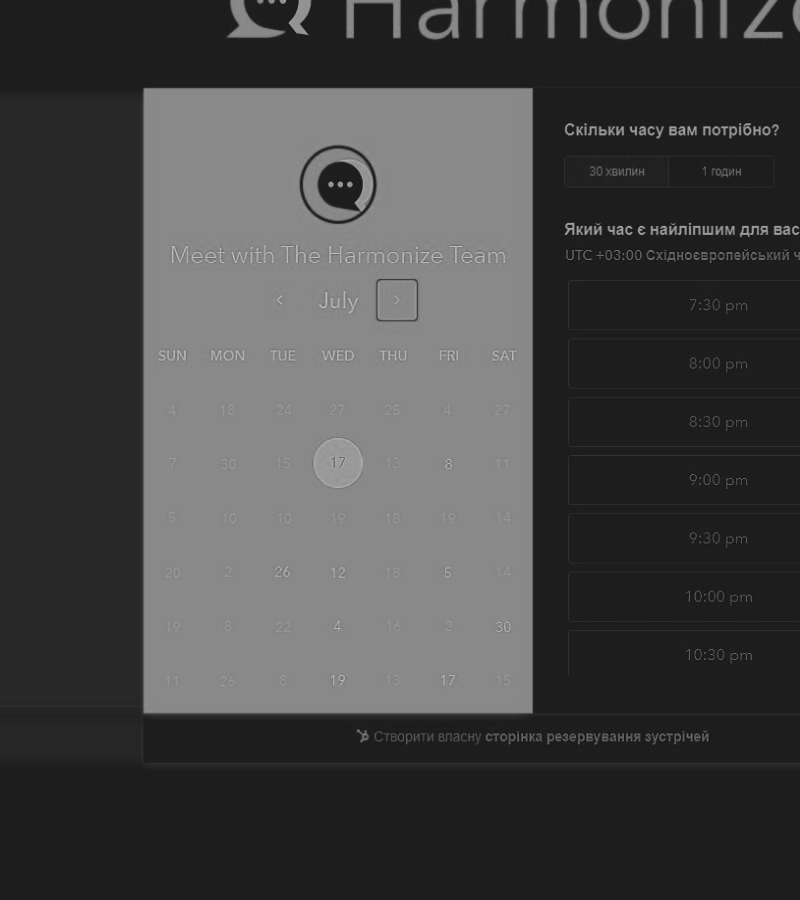 Harmonize
Meet with The Harmonize Team
July
SUN MON TUE WED THU FRI SAT
4 18 24 27 25 4 27
7 30 15 17 13 8 11
5 10 10 19 18 19 14
20 2 26 12 18 5 14
19 8 22 4 16 2 30
11 26 8 19 13 17 15
Скільки часу вам потрібно?
30 хвилин 1 годин
Який час є найліпшим для вас
UTC +03:00 Східноєвропейський ч
7:30 pm
8:00 pm
8:30 pm
9:00 pm
9:30 pm
10:00 pm
10:30 pm
Створити власну сторінка резервування зустрічей